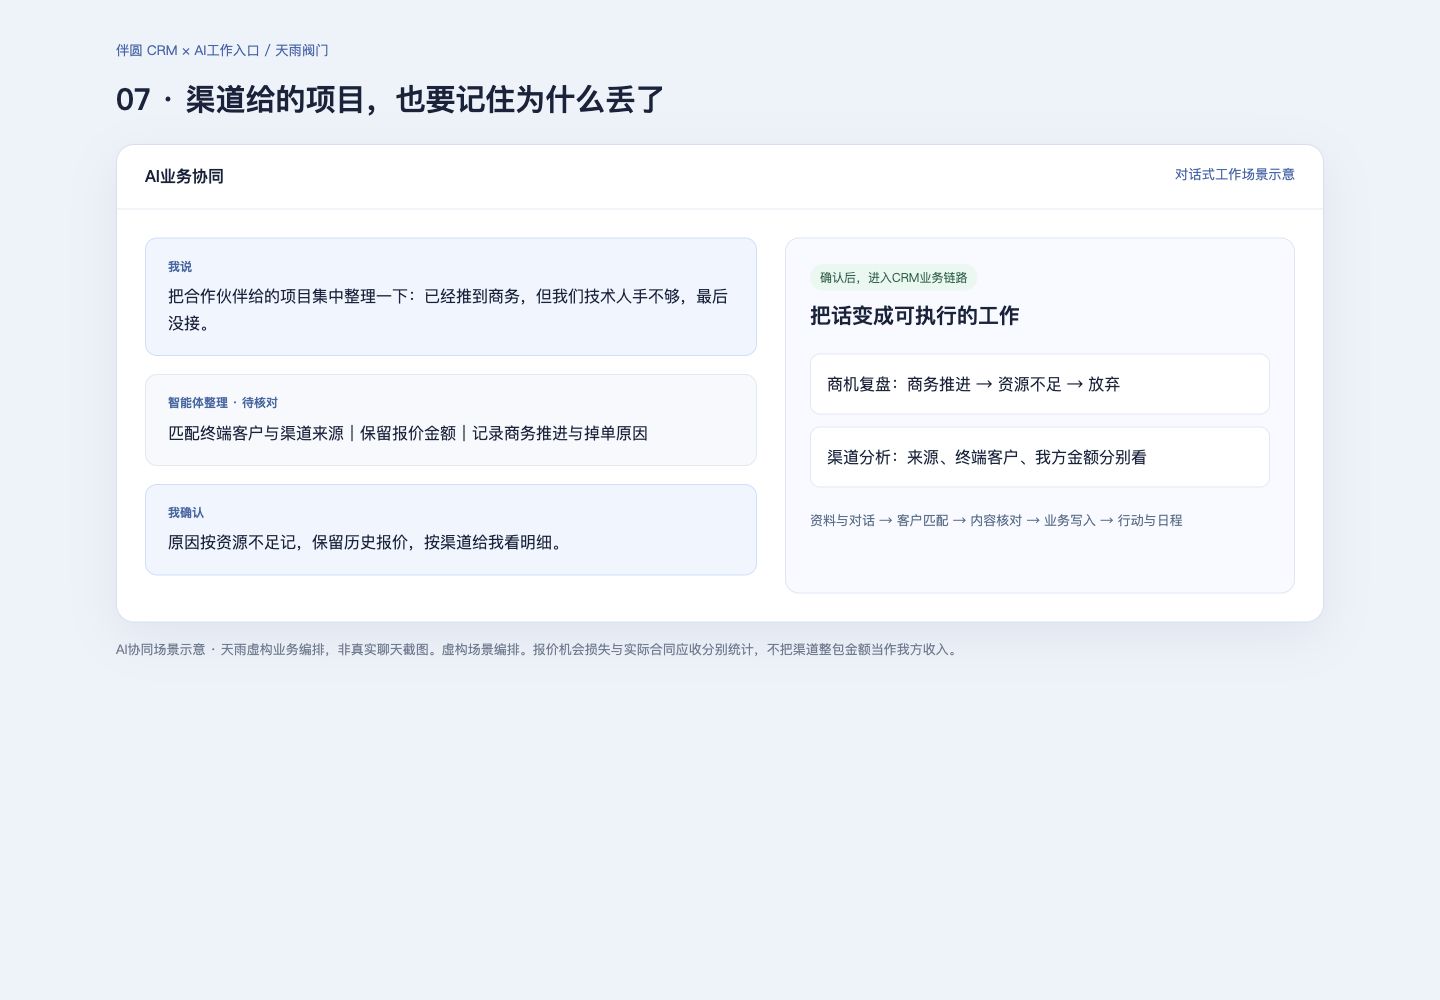 伴圆 CRM × AI工作入口 / 天雨阀门
07 · 渠道给的项目，也要记住为什么丢了
AI业务协同
对话式工作场景示意
我说
把合作伙伴给的项目集中整理一下：已经推到商务，但我们技术人手不够，最后
没接。
智能体整理 · 待核对
匹配终端客户与渠道来源｜保留报价金额｜记录商务推进与掉单原因
我确认
原因按资源不足记，保留历史报价，按渠道给我看明细。
确认后，进入CRM业务链路
把话变成可执行的工作
商机复盘：商务推进 → 资源不足 → 放弃
渠道分析：来源、终端客户、我方金额分别看
资料与对话 → 客户匹配 → 内容核对 → 业务写入 → 行动与日程
AI协同场景示意 · 天雨虚构业务编排，非真实聊天截图。虚构场景编排。报价机会损失与实际合同应收分别统计，不把渠道整包金额当作我方收入。